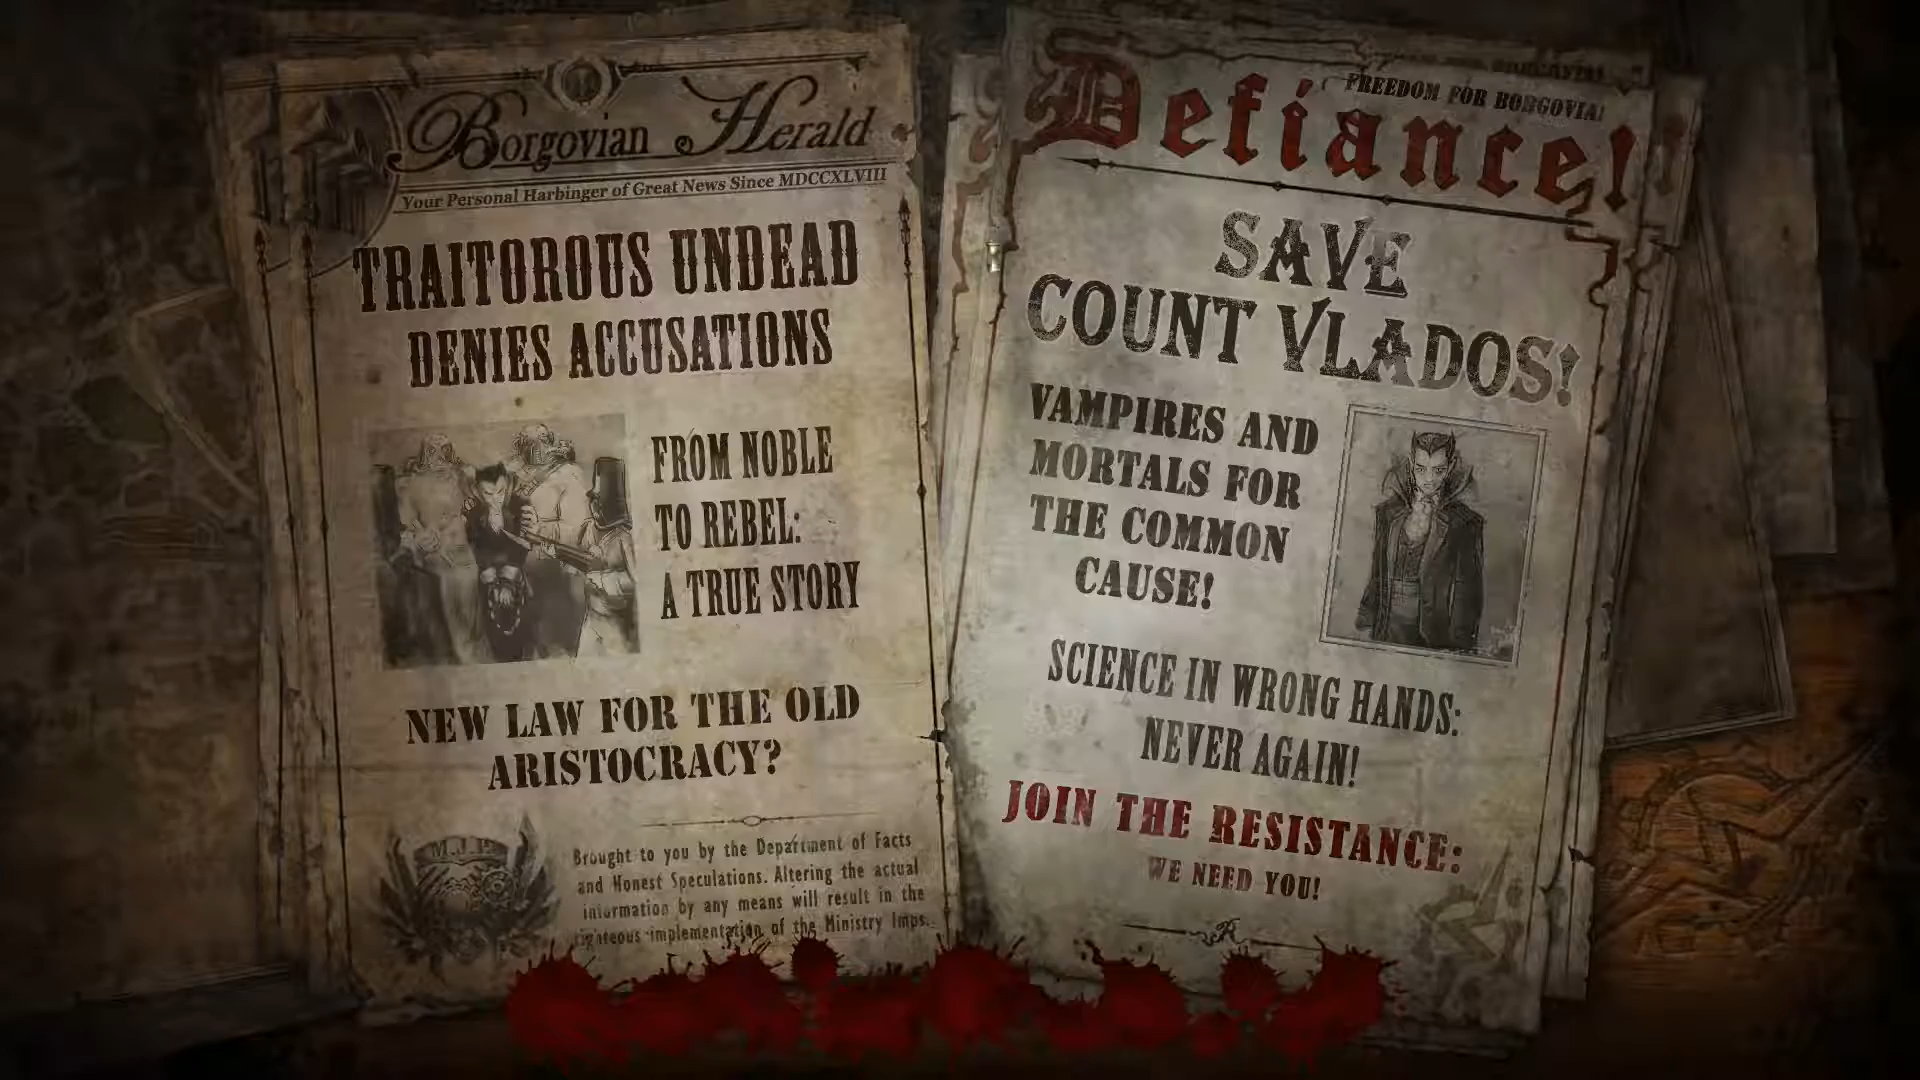 Borgovian Herald
Your Personal Harbinger of Great News Since MDCCXLVIII
TRAITOROUS UNDEAD
DENIES ACCUSATIONS
FROM NOBLE
TO REBEL:
A TRUE STORY
NEW LAW FOR THE OLD
ARISTOCRACY?
Brought to you by the Department of Facts
and Honest Speculations. Altering the actual
information by any means will result in the
righteous implementation of the Ministry Imps.
FREEDOM FOR BORGOVIA!
Defiance!
SAVE
COUNT VLADOS!
VAMPIRES AND
MORTALS FOR
THE COMMON
CAUSE!
SCIENCE IN WRONG HANDS:
NEVER AGAIN!
JOIN THE RESISTANCE:
WE NEED YOU!